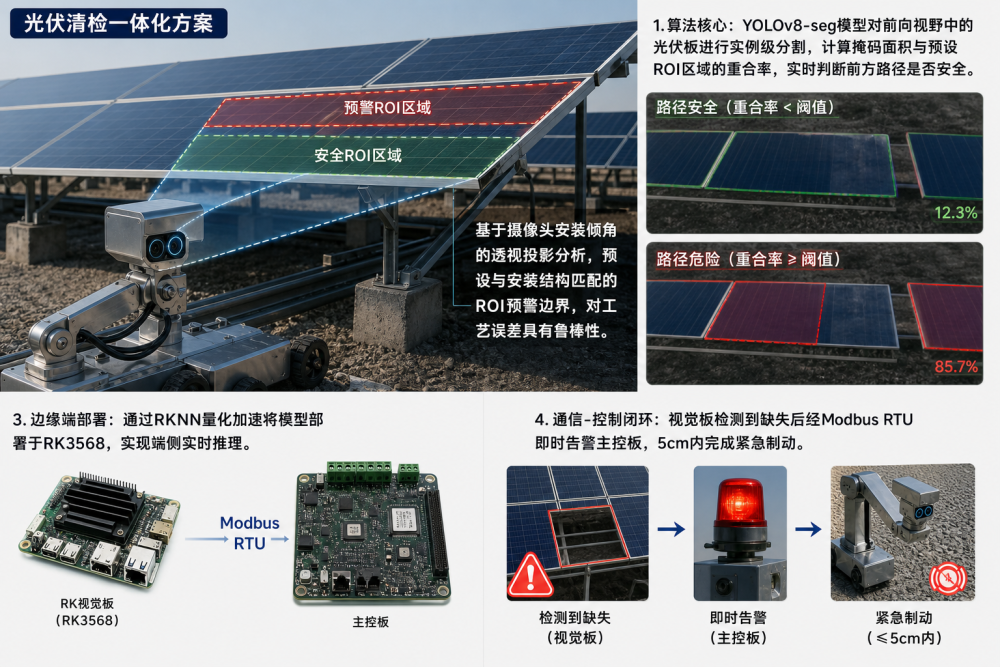 光伏清检一体化方案
预警ROI区域
安全ROI区域
基于摄像头安装倾角
的透视投影分析，预
设与安装结构匹配的
ROI预警边界，对工
艺误差具有鲁棒性。
1.算法核心：YOLOv8-seg模型对前向视野中的
光伏板进行实例级分割，计算掩码面积与预设
ROI区域的重合率，实时判断前方路径是否安全。
路径安全（重合率 < 阀值）
12.3%
路径危险（重合率 ≥ 阀值）
85.7%
3. 边缘端部署：通过RKNN量化加速将模型部
署于RK3568，实现端侧实时推理。
Modbus
RTU
RK视觉板
（RK3568）
主控板
4. 通信-控制闭环：视觉板检测到缺失后经Modbus RTU
即时告警主控板，5cm内完成紧急制动。
检测到缺失
（视觉板）
即时告警
（主控板）
紧急制动
（≤5cm内）